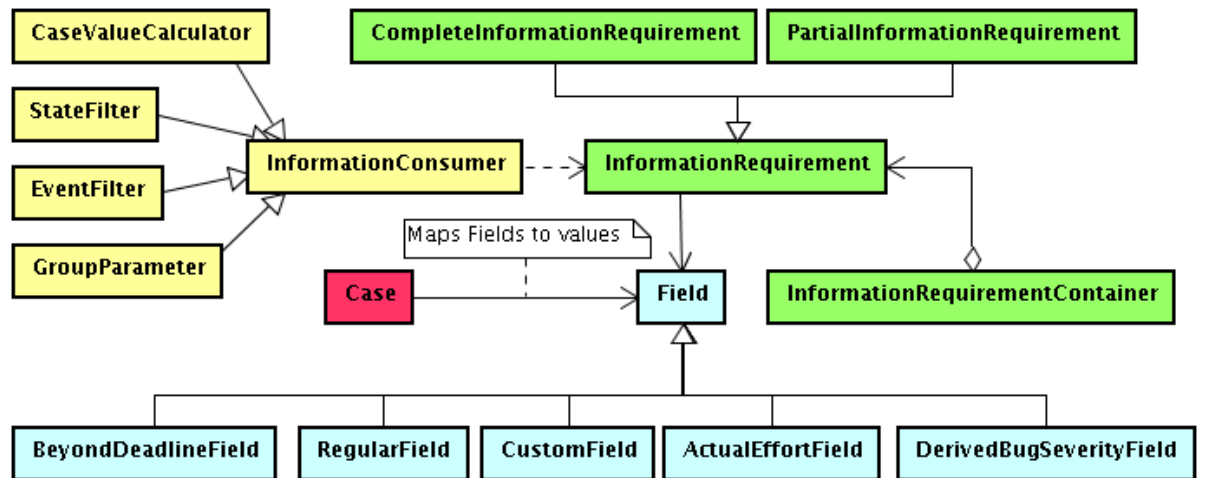 CaseValueCalculator
CompleteInformationRequirement
PartialInformationRequirement
StateFilter
InformationConsumer
InformationRequirement
EventFilter
Maps Fields to values
GroupParameter
Case
Field
InformationRequirementContainer
BeyondDeadlineField
RegularField
CustomField
ActualEffortField
DerivedBugSeverityField